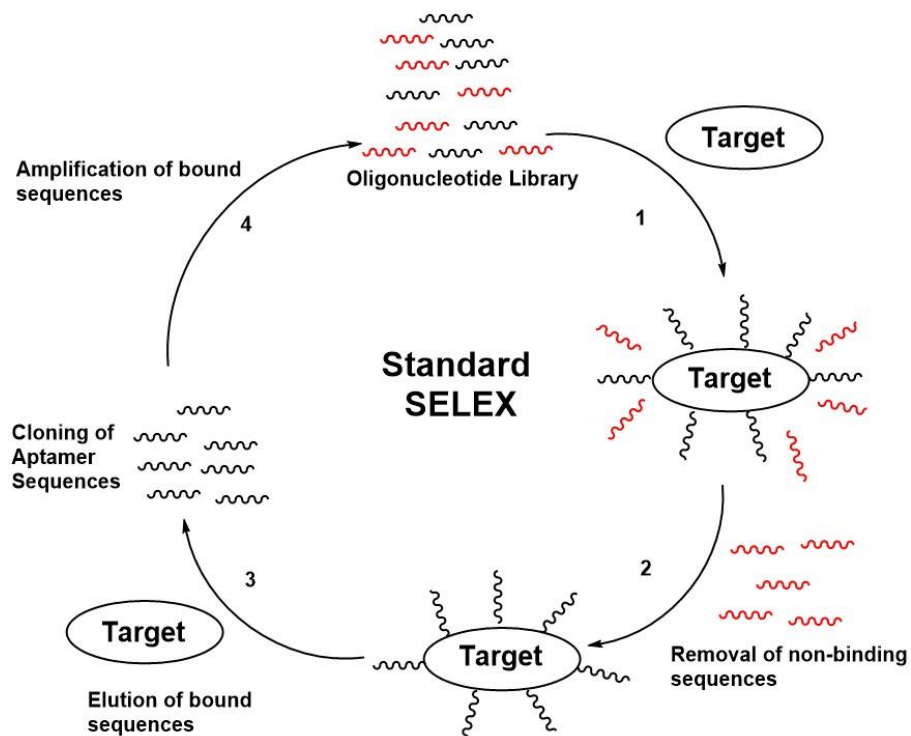 Oligonucleotide Library
Target
1
Target
2
Removal of non-binding
sequences
Target
3
Target
Elution of bound
sequences
Cloning of
Aptamer
Sequences
4
Amplification of bound
sequences
Standard
SELEX